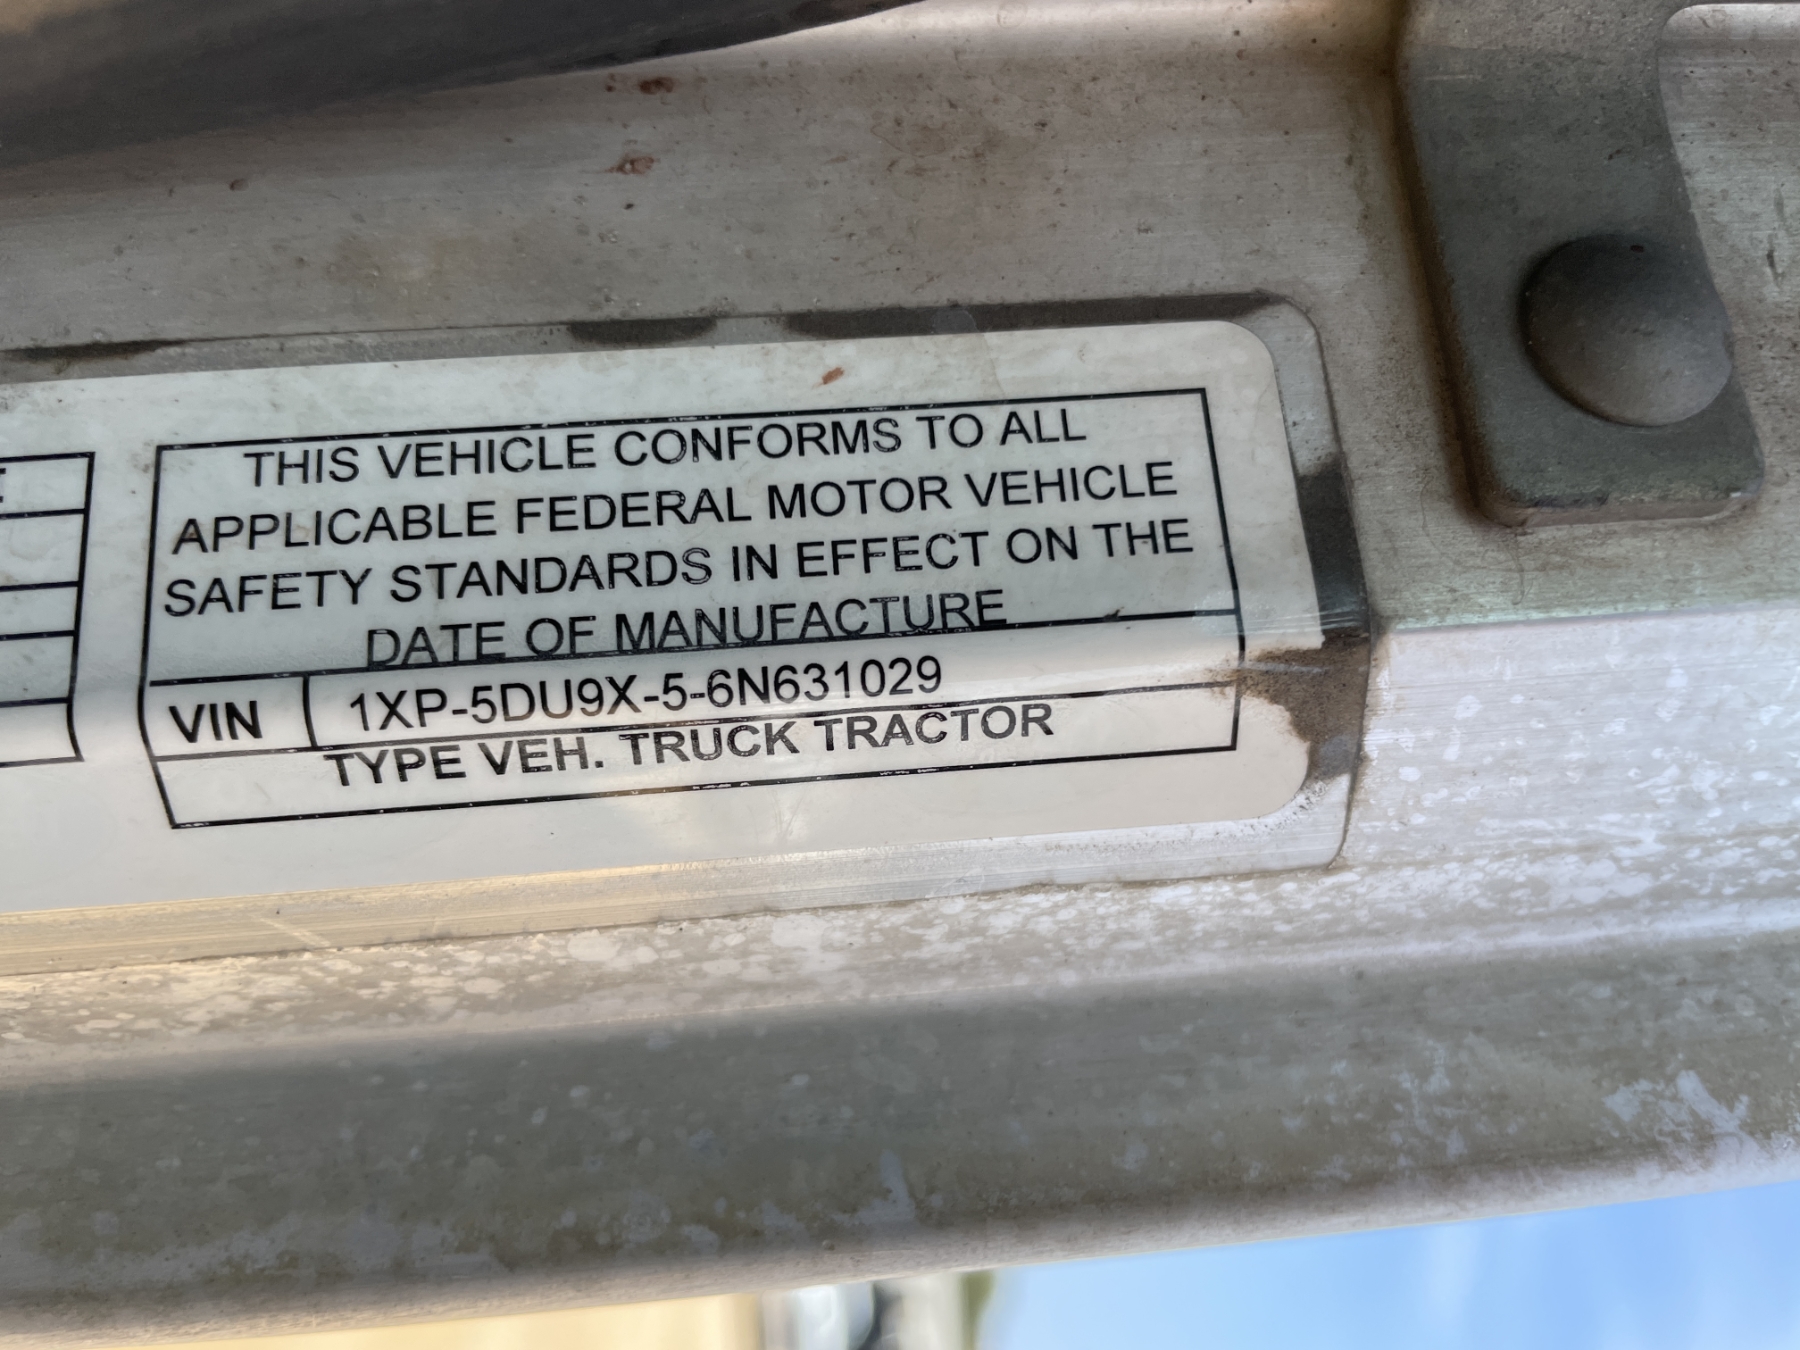 THIS VEHICLE CONFORMS TO ALL
APPLICABLE FEDERAL MOTOR VEHICLE
SAFETY STANDARDS IN EFFECT ON THE
DATE OF MANUFACTURE
VIN 1XP-5DU9X-5-6N631029
TYPE VEH. TRUCK TRACTOR